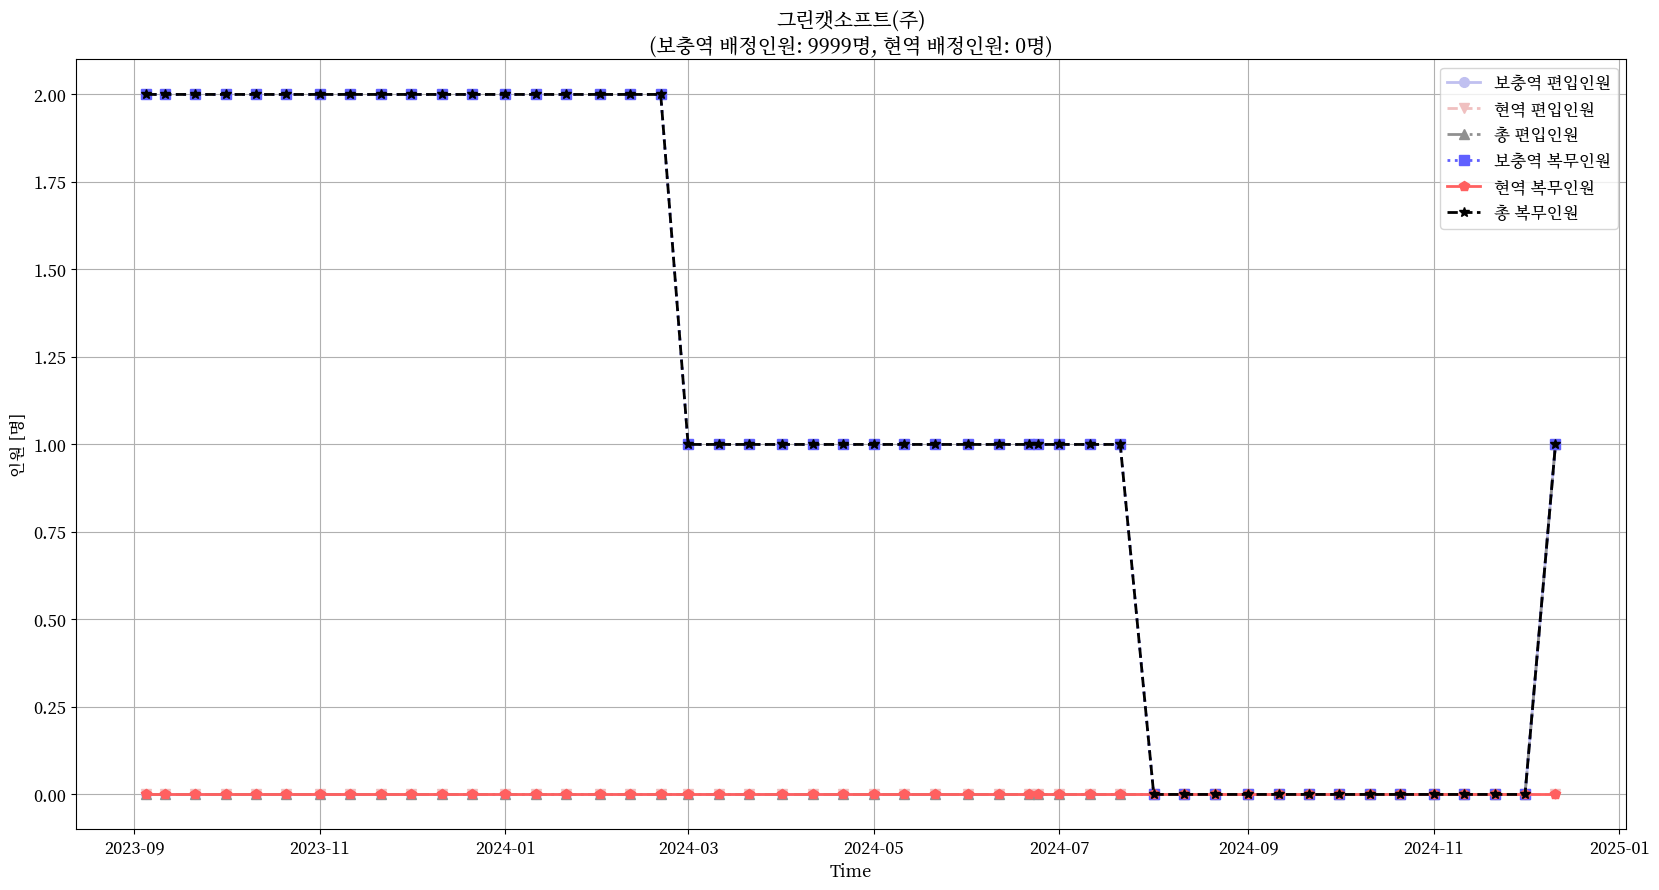 그린캣소프트(주)
(보충역 배정인원: 9999명, 현역 배정인원: 0명)
보충역 편입인원
현역 편입인원
총 편입인원
보충역 복무인원
현역 복무인원
총 복무인원
인원 [명]
2.00
1.75
1.50
1.25
1.00
0.75
0.50
0.25
0.00
2023-09
2023-11
2024-01
2024-03
2024-05
2024-07
2024-09
2024-11
2025-01
Time